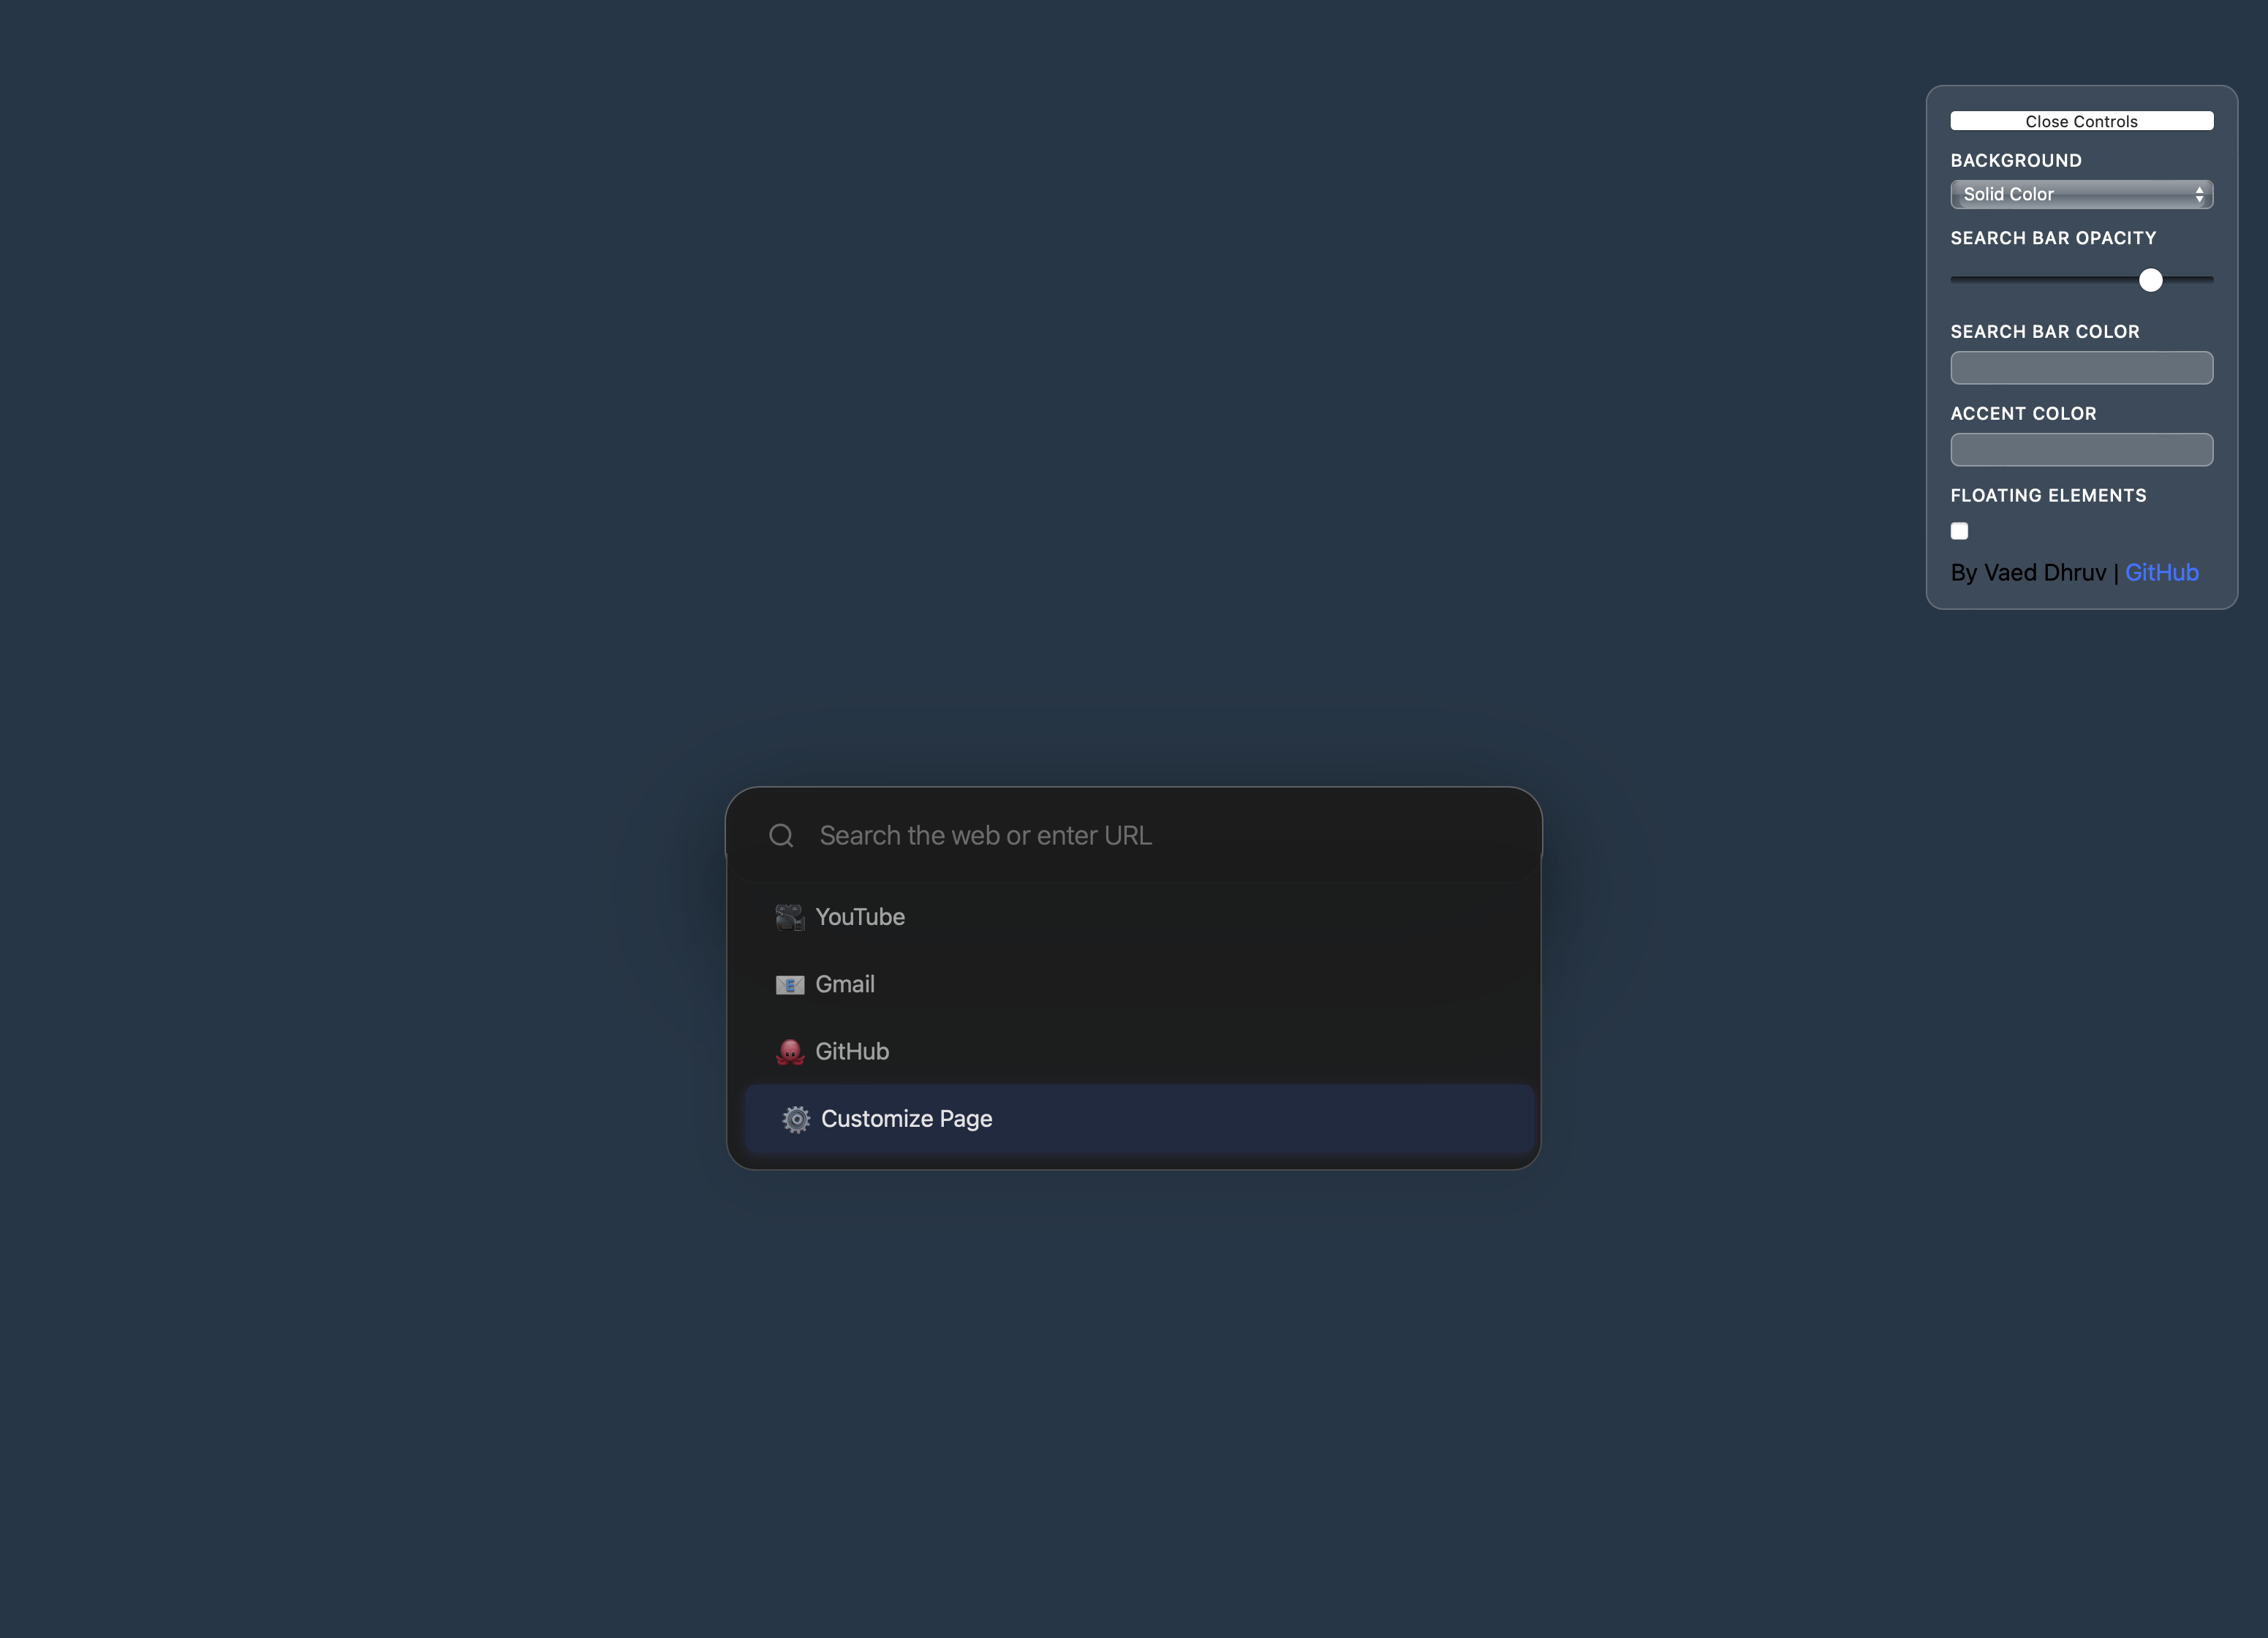 Close Controls
BACKGROUND
Solid Color
SEARCH BAR OPACITY
SEARCH BAR COLOR
ACCENT COLOR
FLOATING ELEMENTS
By Vaed Dhruv | GitHub
Search the web or enter URL
YouTube
Gmail
GitHub
Customize Page